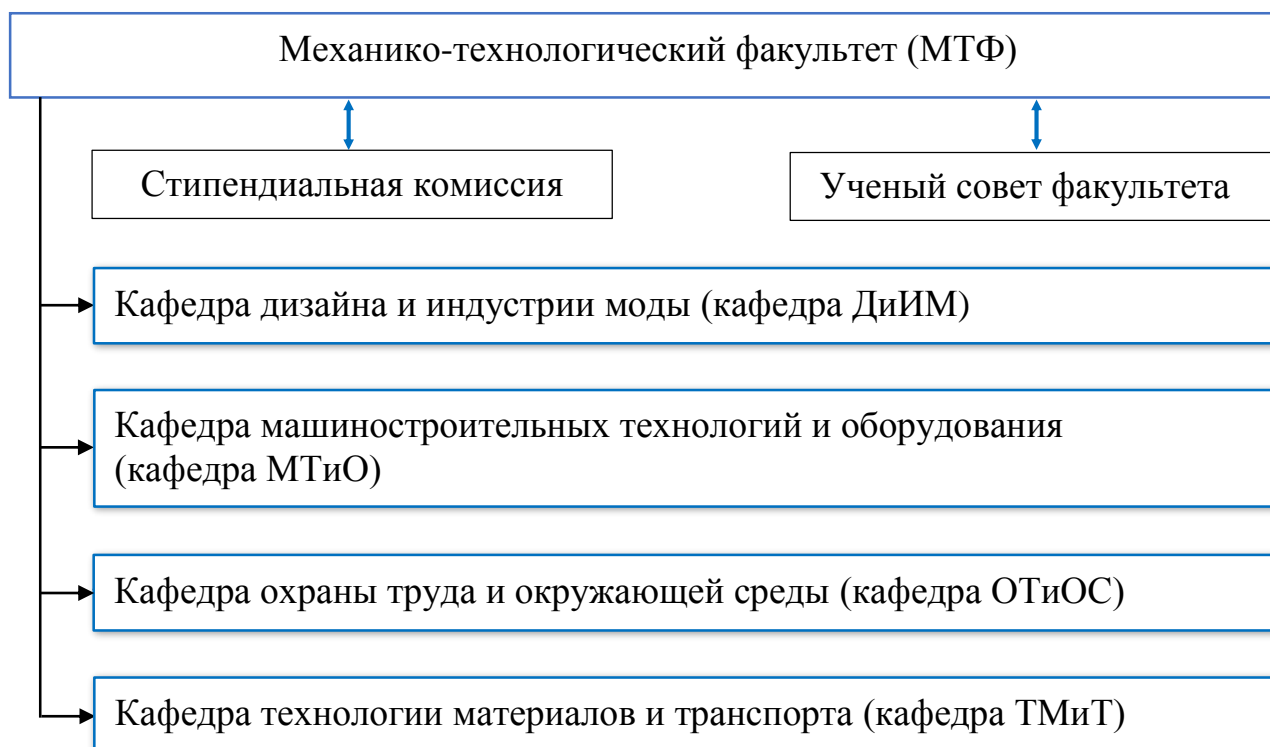 Механико-технологический факультет (МТФ)
Стипендиальная комиссия
Ученый совет факультета
Кафедра дизайна и индустрии моды (кафедра ДиИМ)
Кафедра машиностроительных технологий и оборудования
(кафедра МТиО)
Кафедра охраны труда и окружающей среды (кафедра ОТиОС)
Кафедра технологии материалов и транспорта (кафедра ТМиТ)